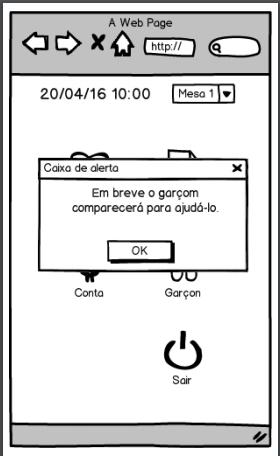 A Web Page
http://
20/04/16 10:00
Mesa 1
Caixa de alerta
Em breve o garçom
comparecerá para ajudá-lo.
OK
Conta
Garçon
Sair